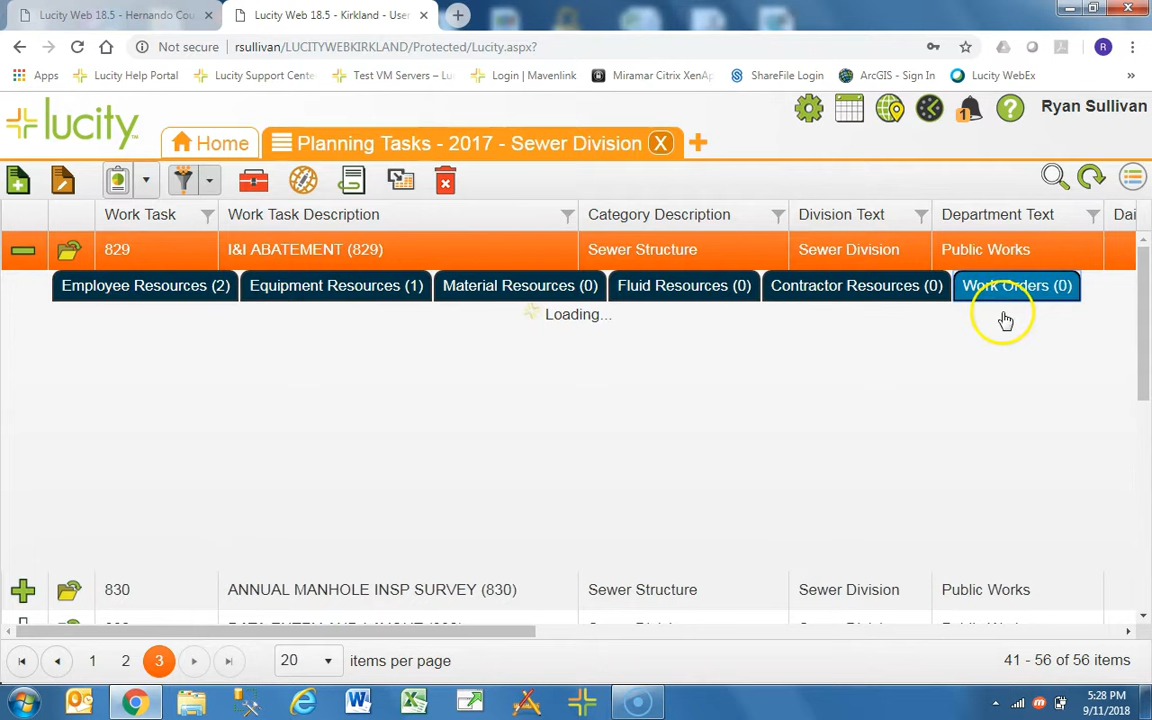 Lucity Web 18.5 - Hernando Cou
Lucity Web 18.5 - Kirkland - User
Not secure
rsullivan/LUCITYWEBKIRKLAND/Protected/Lucity.aspx?
R
Apps
Lucity Help Portal
Lucity Support Cente
Test VM Servers – Lu
Login | Mavenlink
Miramar Citrix XenAp
ShareFile Login
ArcGIS - Sign In
Lucity WebEx
lucity
Home
Planning Tasks - 2017 - Sewer Division
X
1
Ryan Sullivan
Work Task
Work Task Description
Category Description
Division Text
Department Text
Dai
829
I&I ABATEMENT (829)
Sewer Structure
Sewer Division
Public Works
Employee Resources (2)
Equipment Resources (1)
Material Resources (0)
Fluid Resources (0)
Contractor Resources (0)
Work Orders (0)
Loading...
830
ANNUAL MANHOLE INSP SURVEY (830)
Sewer Structure
Sewer Division
Public Works
1
2
3
20
items per page
41 - 56 of 56 items
5:28 PM
9/11/2018